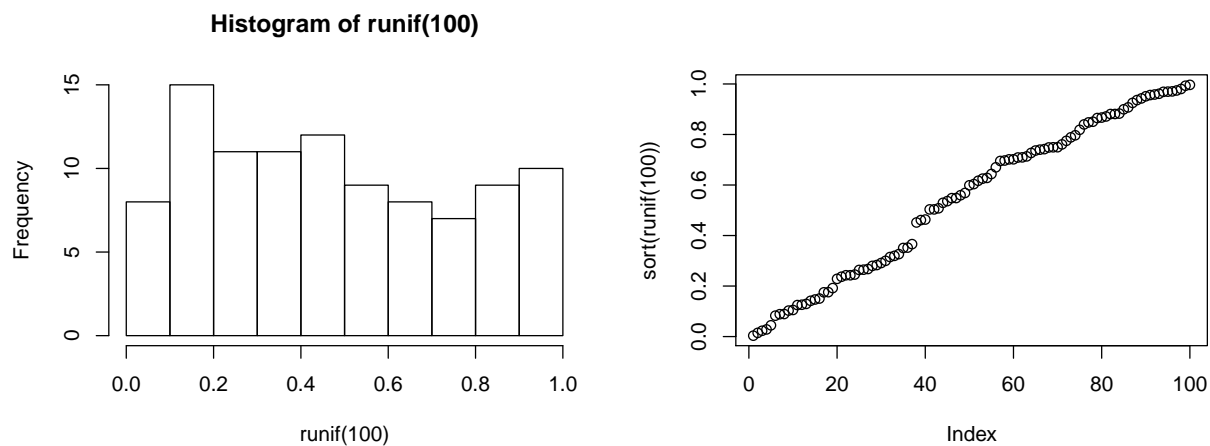 Histogram of runif(100)
Frequency
0 5 10 15
0.0 0.2 0.4 0.6 0.8 1.0
runif(100)
sort(runif(100))
0.0 0.2 0.4 0.6 0.8 1.0
0 20 40 60 80 100
Index